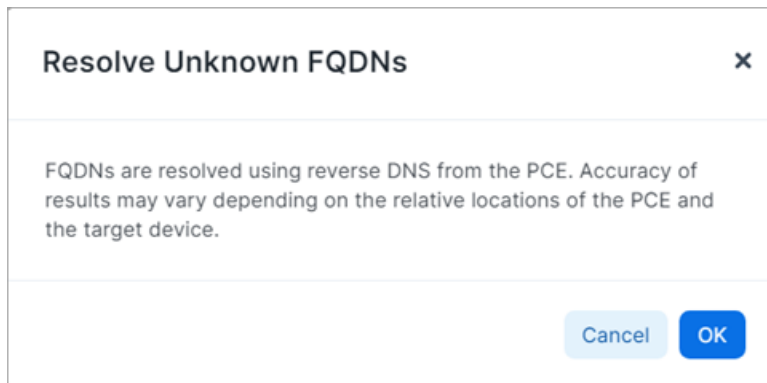 Resolve Unknown FQDNs
FQDNs are resolved using reverse DNS from the PCE. Accuracy of
results may vary depending on the relative locations of the PCE and
the target device.
Cancel
OK